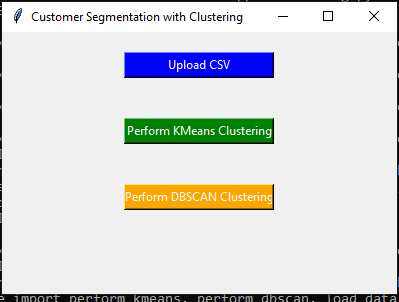 Customer Segmentation with Clustering
Upload CSV
Perform KMeans Clustering
Perform DBSCAN Clustering
import perform_kmeans, perform_dbscan, load_data